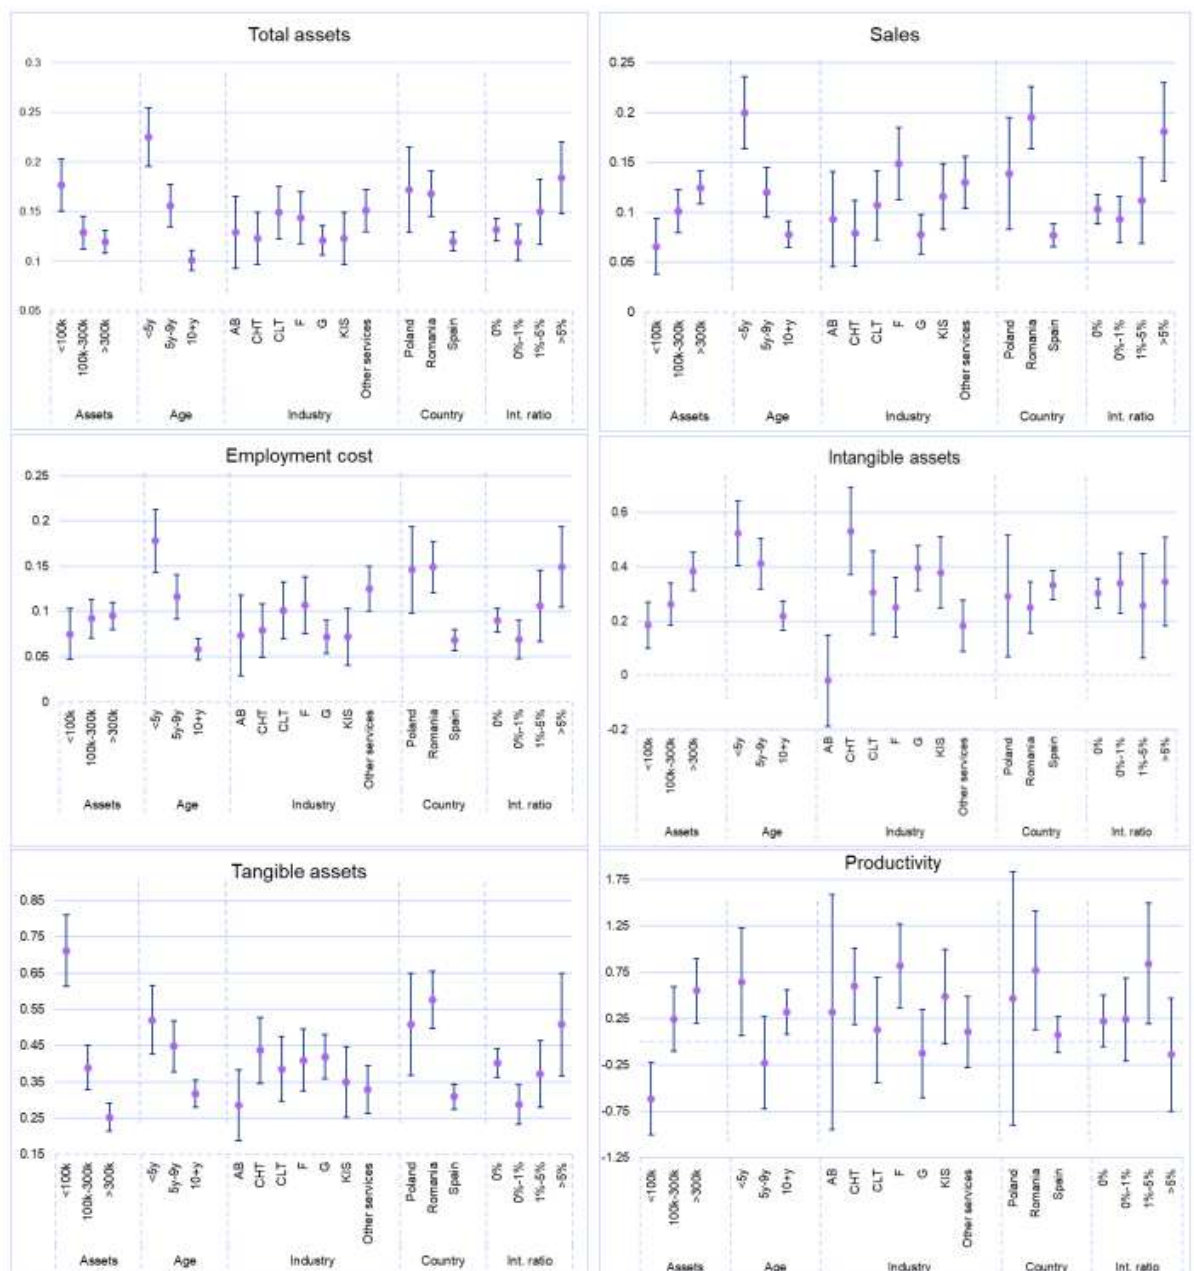 Total assets
0.3
0.25
0.2
0.15
0.1
0.05
<100k
100k-300k
>300k
<5y
5y-9y
10+y
AB
CHT
CLT
F
G
KIS
Other services
Poland
Romania
Spain
0%
0%-1%
1%-5%
>5%
Assets Age Industry Country Int. ratio
Sales
0.25
0.2
0.15
0.1
0.05
0
<100k
100k-300k
>300k
<5y
5y-9y
10+y
AB
CHT
CLT
F
G
KIS
Other services
Poland
Romania
Spain
0%
0%-1%
1%-5%
>5%
Assets Age Industry Country Int. ratio
Employment cost
0.25
0.2
0.15
0.1
0.05
0
<100k
100k-300k
>300k
<5y
5y-9y
10+y
AB
CHT
CLT
F
G
KIS
Other services
Poland
Romania
Spain
0%
0%-1%
1%-5%
>5%
Assets Age Industry Country Int. ratio
Intangible assets
0.6
0.4
0.2
0
-0.2
<100k
100k-300k
>300k
<5y
5y-9y
10+y
AB
CHT
CLT
F
G
KIS
Other services
Poland
Romania
Spain
0%
0%-1%
1%-5%
>5%
Assets Age Industry Country Int. ratio
Tangible assets
0.85
0.75
0.65
0.55
0.45
0.35
0.25
0.15
<100k
100k-300k
>300k
<5y
5y-9y
10+y
AB
CHT
CLT
F
G
KIS
Other services
Poland
Romania
Spain
0%
0%-1%
1%-5%
>5%
Assets Age Industry Country Int. ratio
Productivity
1.75
1.25
0.75
0.25
-0.25
-0.75
-1.25
<100k
100k-300k
>300k
<5y
5y-9y
10+y
AB
CHT
CLT
F
G
KIS
Other services
Poland
Romania
Spain
0%
0%-1%
1%-5%
>5%
Assets Age Industry Country Int. ratio